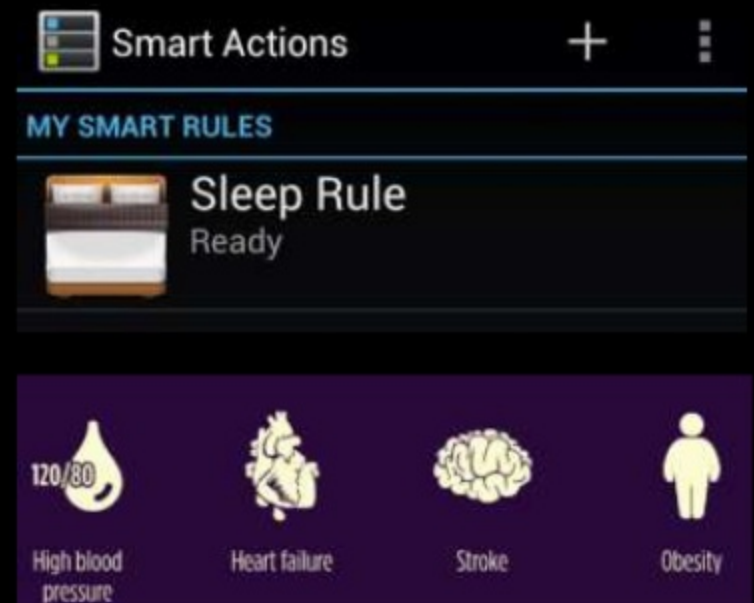 Smart Actions
MY SMART RULES
Sleep Rule
Ready
120/80
High blood
pressure
Heart failure
Stroke
Obesity